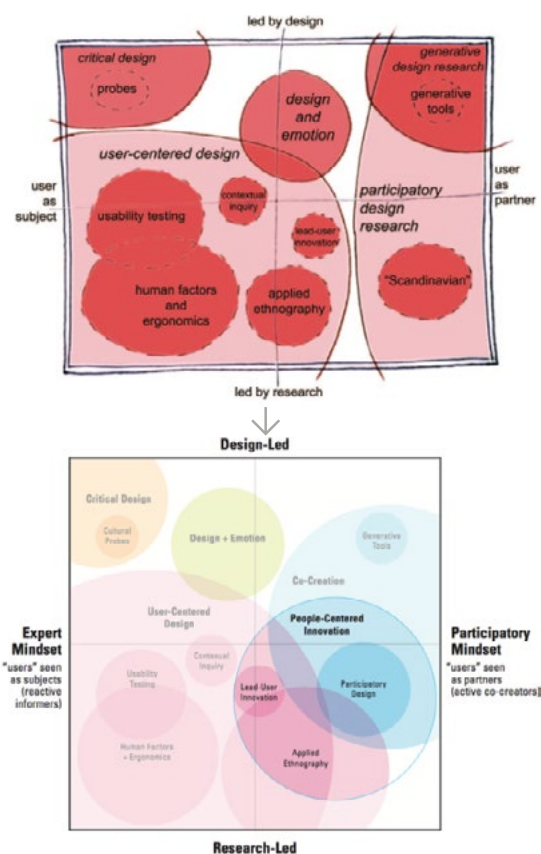 led by design
critical design
probes
generative
design research
generative
tools
design
and
emotion
user-centered design
user
as
subject
usability testing
contextual
inquiry
lead-user
innovation
participatory
design
research
user
as
partner
human factors
and
ergonomics
applied
ethnography
"Scandinavian"
led by research
Design-Led
Critical Design
Cultural
Probes
Design + Emotion
Generative
Tools
Co-Creation
User-Centered
Design
People-Centered
Innovation
Expert
Mindset
"users" seen
as subjects
(reactive
informers)
Contextual
Inquiry
Usability
Testing
Lead-User
Innovation
Participatory
Design
Participatory
Mindset
"users" seen
as partners
(active co-creators)
Human Factors
+ Ergonomics
Applied
Ethnography
Research-Led